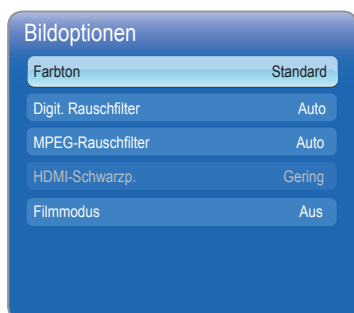 Bildoptionen
Farbton Standard
Digit. Rauschfilter Auto
MPEG-Rauschfilter Auto
HDMI-Schwarzp. Gering
Filmmodus Aus